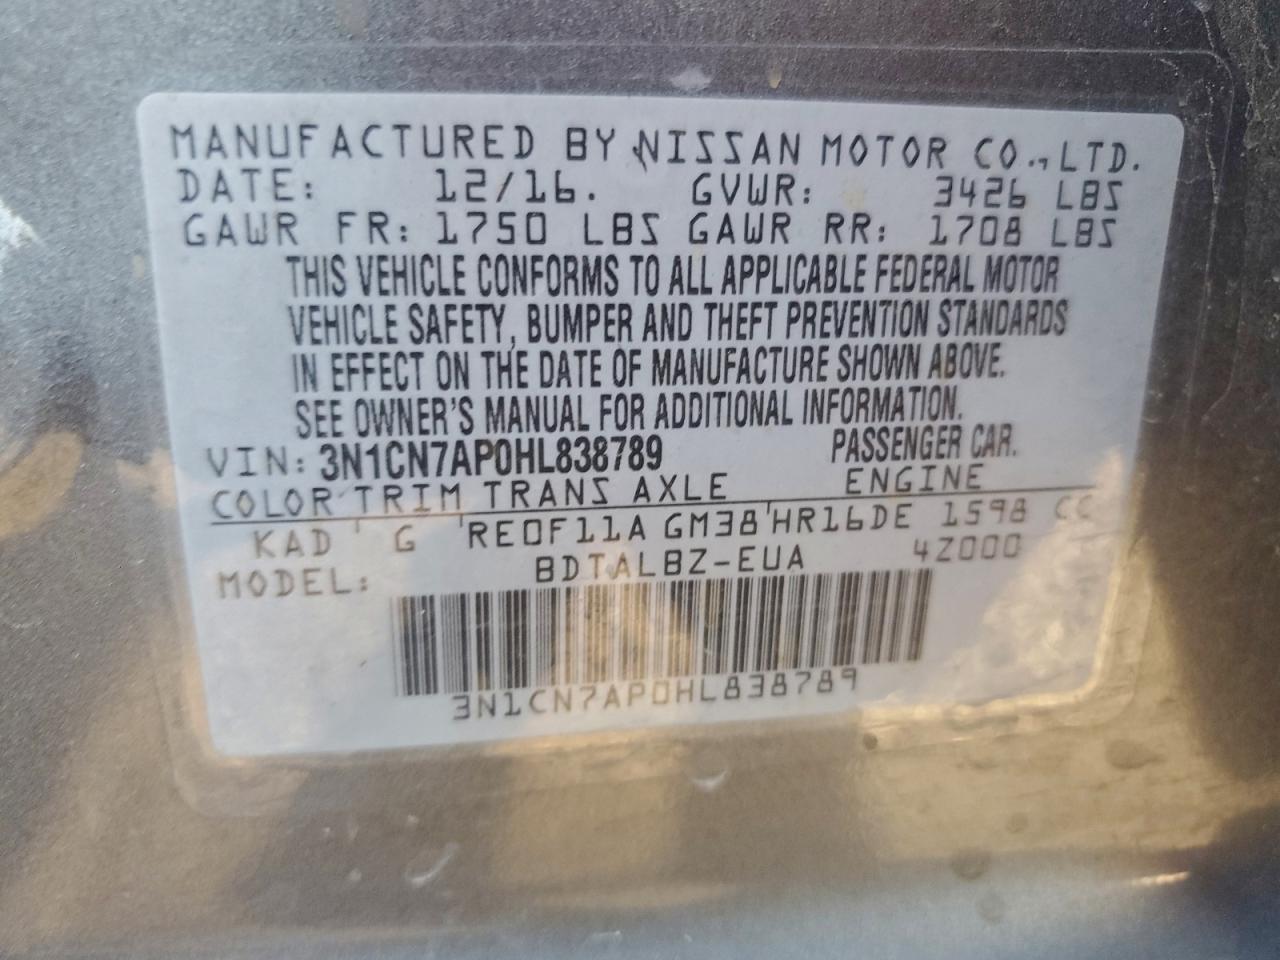 MANUFACTURED BY NISSAN MOTOR CO., LTD.
DATE: 12/16. GVWR: 3426 LBS
GAWR FR: 1750 LBS GAWR RR: 1708 LBS
THIS VEHICLE CONFORMS TO ALL APPLICABLE FEDERAL MOTOR
VEHICLE SAFETY, BUMPER AND THEFT PREVENTION STANDARDS
IN EFFECT ON THE DATE OF MANUFACTURE SHOWN ABOVE.
SEE OWNER'S MANUAL FOR ADDITIONAL INFORMATION.
VIN: 3N1CN7AP0HL838789 PASSENGER CAR.
COLOR TRIM TRANS AXLE ENGINE
KAD G RE0F11A GM38 HR16DE 1598 CC
MODEL: BDTALBZ-EUA 4Z000
3N1CN7AP0HL838789